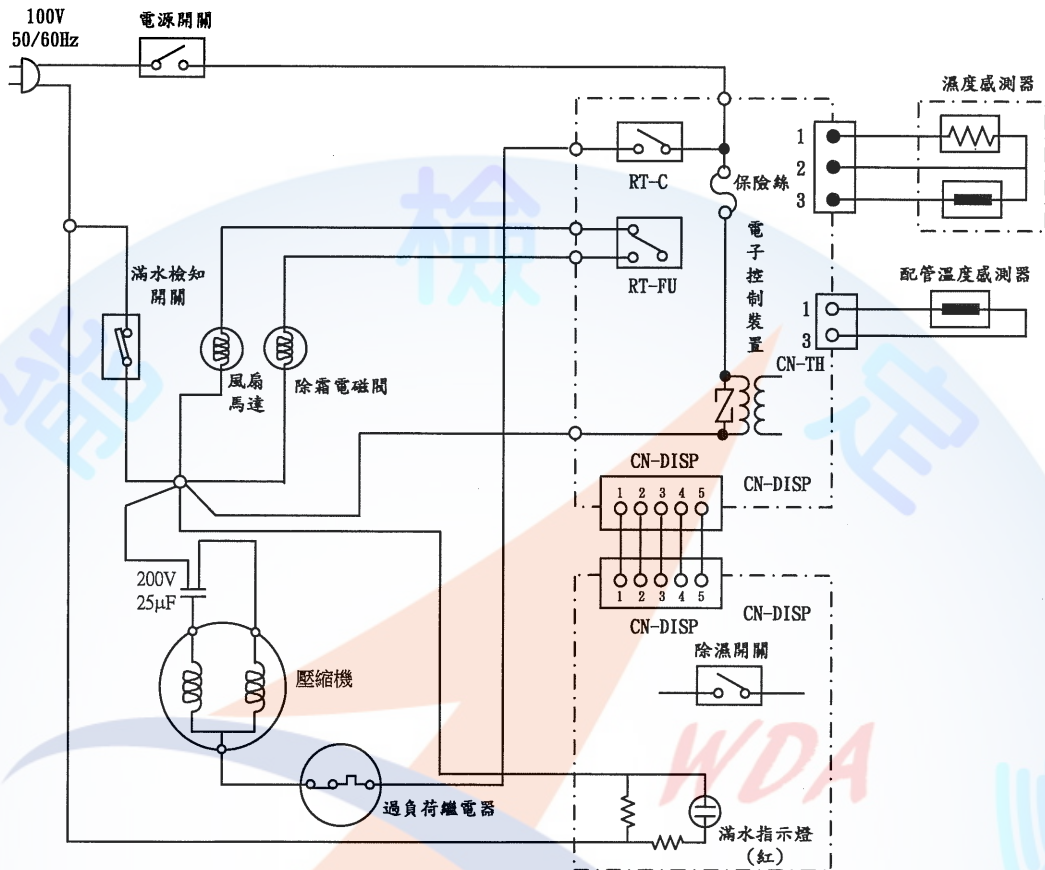 100V
50/60Hz
電源開關
濕度感測器
1
2
3
RT-C
保險絲
電子控制裝置
RT-FU
滿水檢知
開關
風扇
馬達
除霜電磁閥
配管溫度感測器
1
3
CN-TH
CN-DISP
CN-DISP
1 2 3 4 5
1 2 3 4 5
CN-DISP
CN-DISP
200V
25μF
壓縮機
除濕開關
過負荷繼電器
滿水指示燈
(紅)
技能檢定
WDA